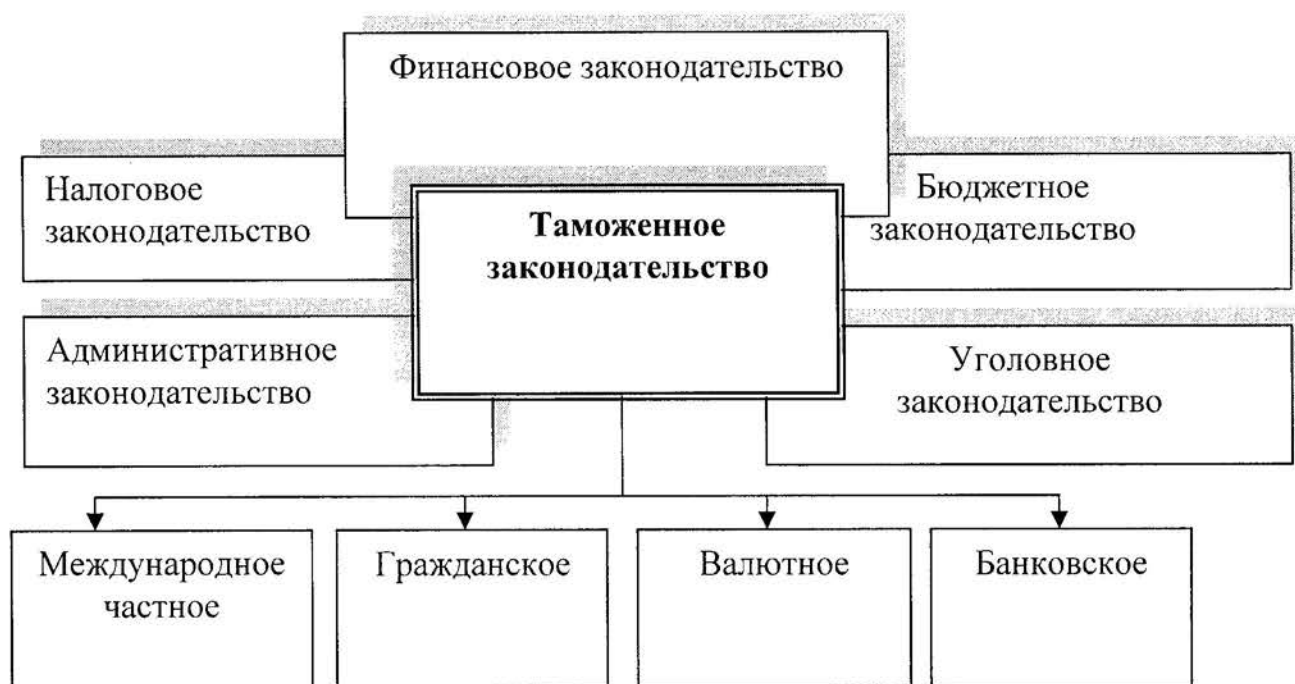 Финансовое законодательство
Налоговое
законодательство
Бюджетное
законодательство
Таможенное
законодательство
Административное
законодательство
Уголовное
законодательство
Международное
частное
Гражданское
Валютное
Банковское